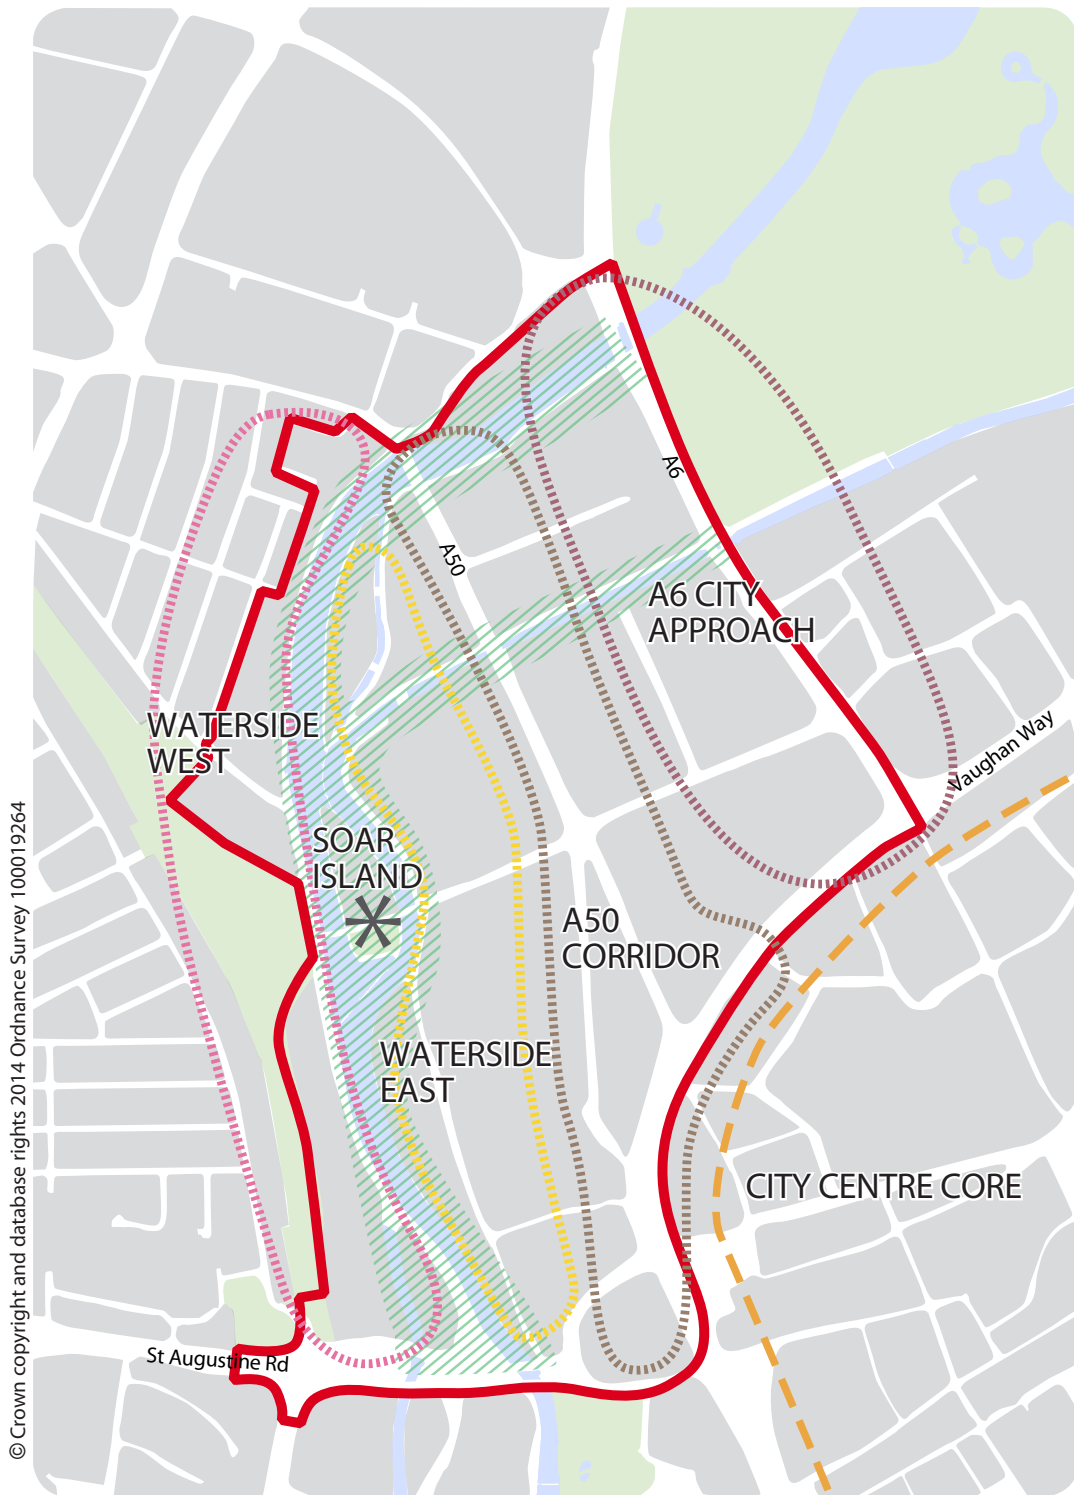 A6
A50
A6 CITY
APPROACH
WATERSIDE
WEST
Vaughan Way
SOAR
ISLAND
A50
CORRIDOR
WATERSIDE
EAST
CITY CENTRE CORE
St Augustine Rd
© Crown copyright and database rights 2014 Ordnance Survey 100019264